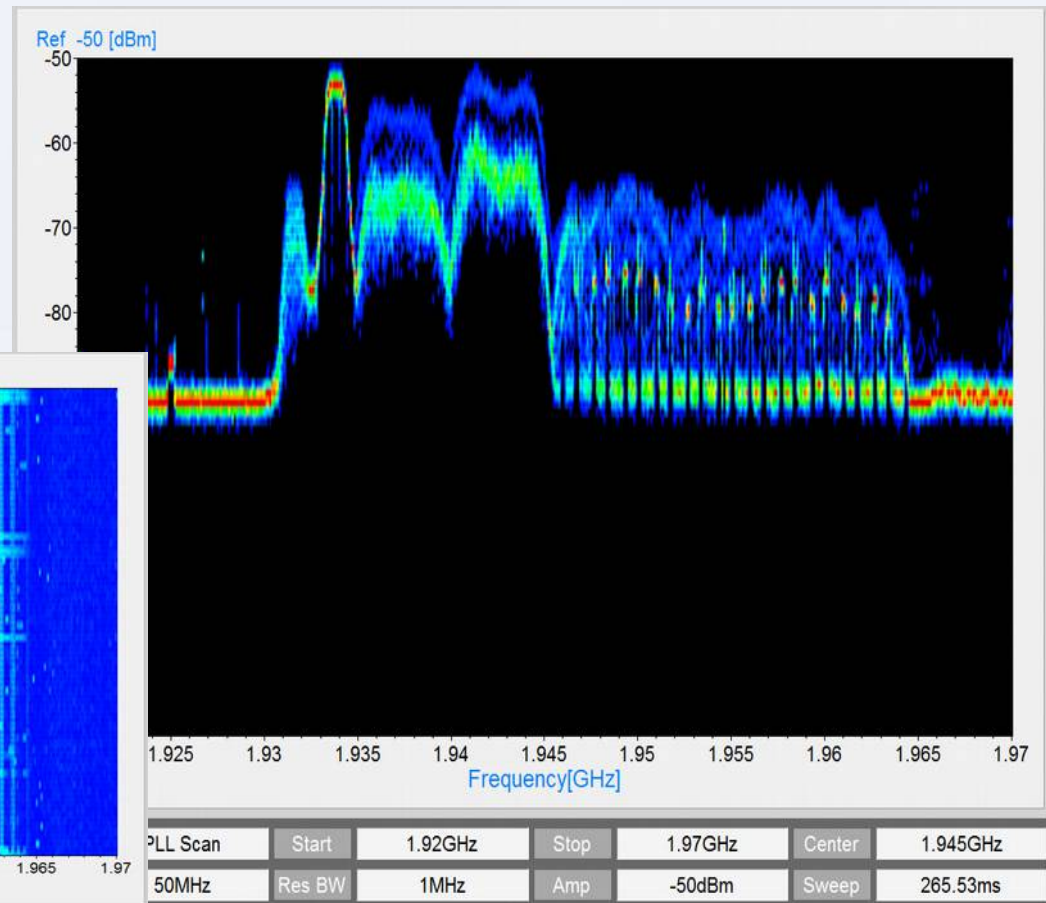 Ref -50 [dBm]
-50
-60
-70
-80
1.925 1.93 1.935 1.94 1.945 1.95 1.955 1.96 1.965 1.97
Frequency[GHz]
1.965 1.97
PLL Scan Start 1.92GHz Stop 1.97GHz Center 1.945GHz
50MHz Res BW 1MHz Amp -50dBm Sweep 265.53ms